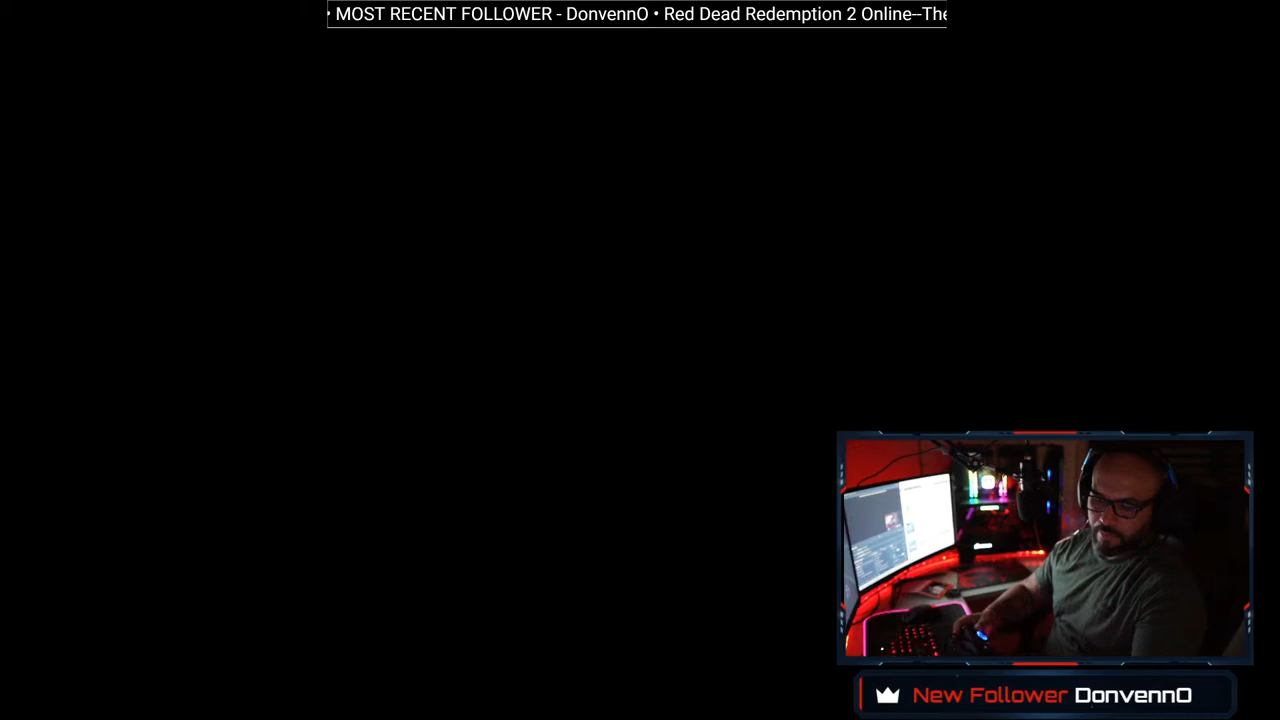 • MOST RECENT FOLLOWER - DonvennO • Red Dead Redemption 2 Online--The
New Follower DonvennO